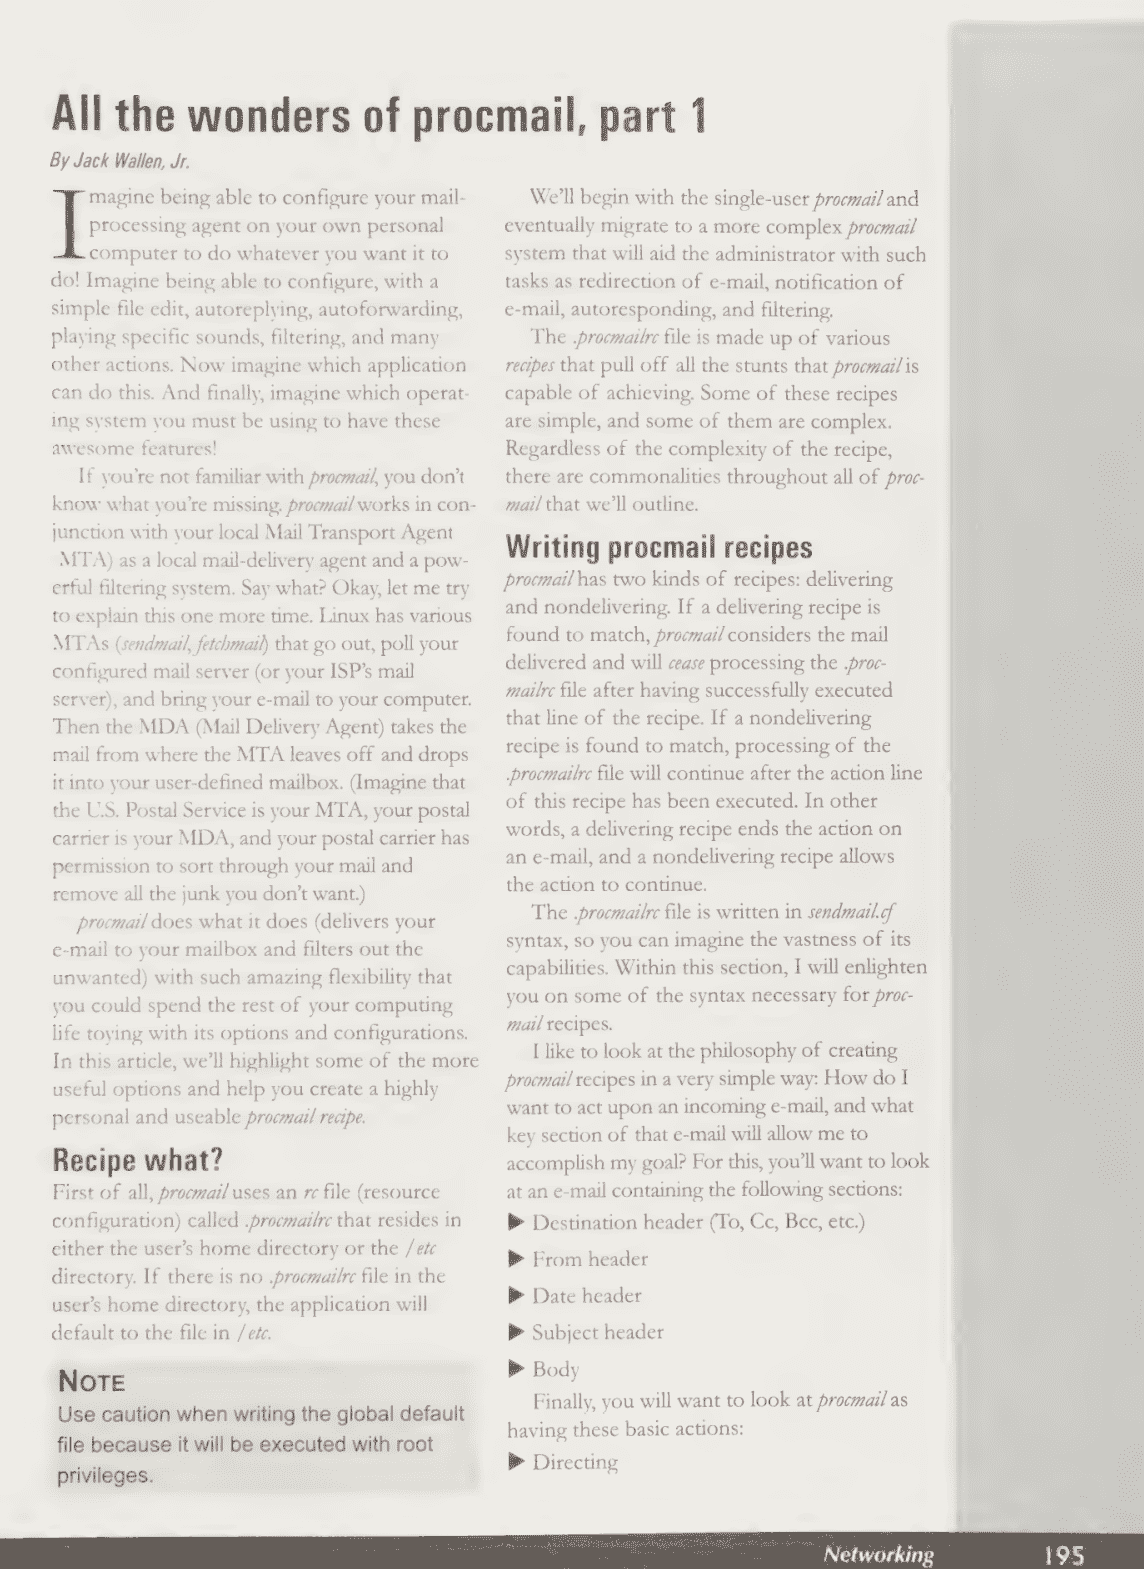 All the wonders of procmail, part 1
By Jack Wallen, Jr.
Imagine being able to configure your mail-
processing agent on your own personal
computer to do whatever you want it to
do! Imagine being able to configure, with a
simple file edit, autoreplying, autoforwarding,
playing specific sounds, filtering, and many
other actions. Now imagine which application
can do this. And finally, imagine which operat-
ing system you must be using to have these
awesome features!
If you're not familiar with procmail, you don't
know what you're missing. procmail works in con-
junction with your local Mail Transport Agent
MTA) as a local mail-delivery agent and a pow-
erful filtering system. Say what? Okay, let me try
to explain this one more time. Linux has various
MTAs (sendmail, fetchmail) that go out, poll your
configured mail server (or your ISP's mail
server), and bring your e-mail to your computer.
Then the MDA (Mail Delivery Agent) takes the
mail from where the MTA leaves off and drops
it into your user-defined mailbox. (Imagine that
the U.S. Postal Service is your MTA, your postal
carrier is your MDA, and your postal carrier has
permission to sort through your mail and
remove all the junk you don't want.)
procmail does what it does (delivers your
e-mail to your mailbox and filters out the
unwanted) with such amazing flexibility that
you could spend the rest of your computing
life toying with its options and configurations.
In this article, we'll highlight some of the more
useful options and help you create a highly
personal and useable procmail recipe.
Recipe what?
First of all, procmail uses an rc file (resource
configuration) called .procmailrc that resides in
either the user's home directory or the /etc
directory. If there is no .procmailrc file in the
user's home directory, the application will
default to the file in /etc.
NOTE
Use caution when writing the global default
file because it will be executed with root
privileges.
We'll begin with the single-user procmail and
eventually migrate to a more complex procmail
system that will aid the administrator with such
tasks as redirection of e-mail, notification of
e-mail, autoresponding, and filtering.
The .procmailrc file is made up of various
recipes that pull off all the stunts that procmail is
capable of achieving. Some of these recipes
are simple, and some of them are complex.
Regardless of the complexity of the recipe,
there are commonalities throughout all of proc-
mail that we'll outline.
Writing procmail recipes
procmail has two kinds of recipes: delivering
and nondelivering. If a delivering recipe is
found to match, procmail considers the mail
delivered and will cease processing the .proc-
mailrc file after having successfully executed
that line of the recipe. If a nondelivering
recipe is found to match, processing of the
.procmailrc file will continue after the action line
of this recipe has been executed. In other
words, a delivering recipe ends the action on
an e-mail, and a nondelivering recipe allows
the action to continue.
The .procmailrc file is written in sendmail.cf
syntax, so you can imagine the vastness of its
capabilities. Within this section, I will enlighten
you on some of the syntax necessary for proc-
mail recipes.
I like to look at the philosophy of creating
procmail recipes in a very simple way: How do I
want to act upon an incoming e-mail, and what
key section of that e-mail will allow me to
accomplish my goal? For this, you'll want to look
at an e-mail containing the following sections:
▶ Destination header (To, Cc, Bcc, etc.)
▶ From header
▶ Date header
▶ Subject header
▶ Body
Finally, you will want to look at procmail as
having these basic actions:
▶ Directing
Networking 195